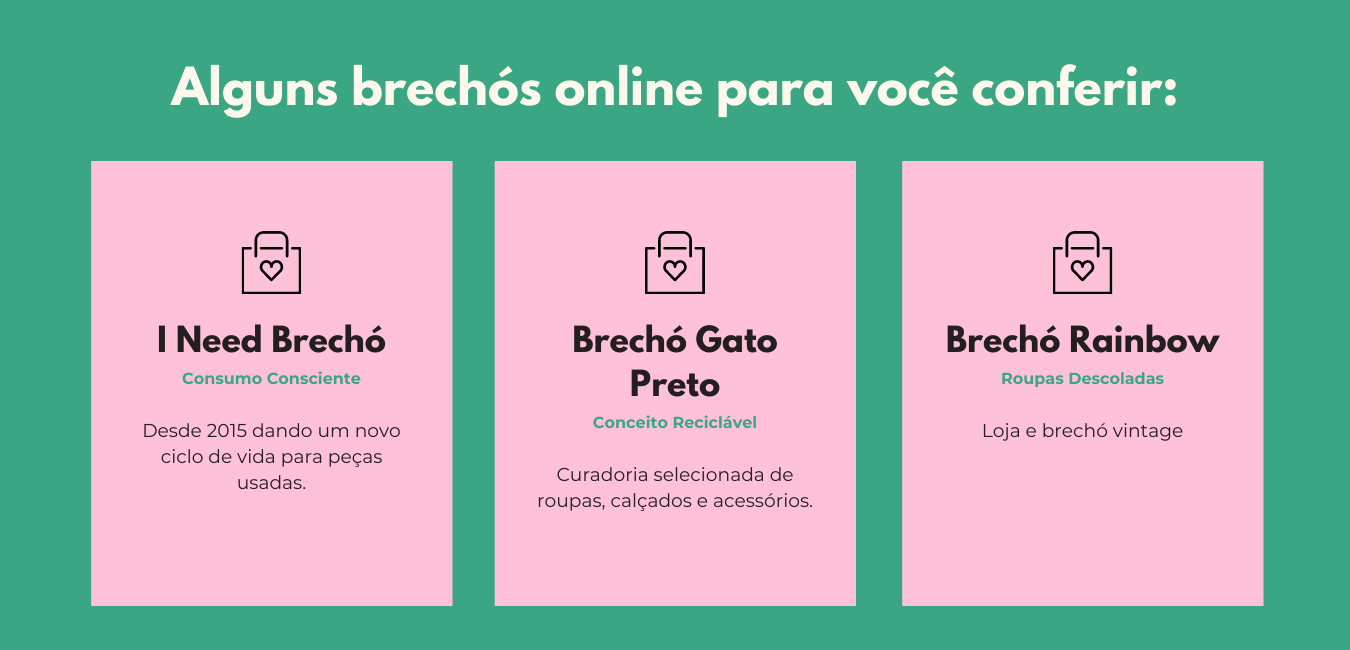 Alguns brechós online para você conferir:
I Need Brechó
Consumo Consciente
Desde 2015 dando um novo
ciclo de vida para peças
usadas.
Brechó Gato
Preto
Conceito Reciclável
Curadoria selecionada de
roupas, calçados e acessórios.
Brechó Rainbow
Roupas Descoladas
Loja e brechó vintage